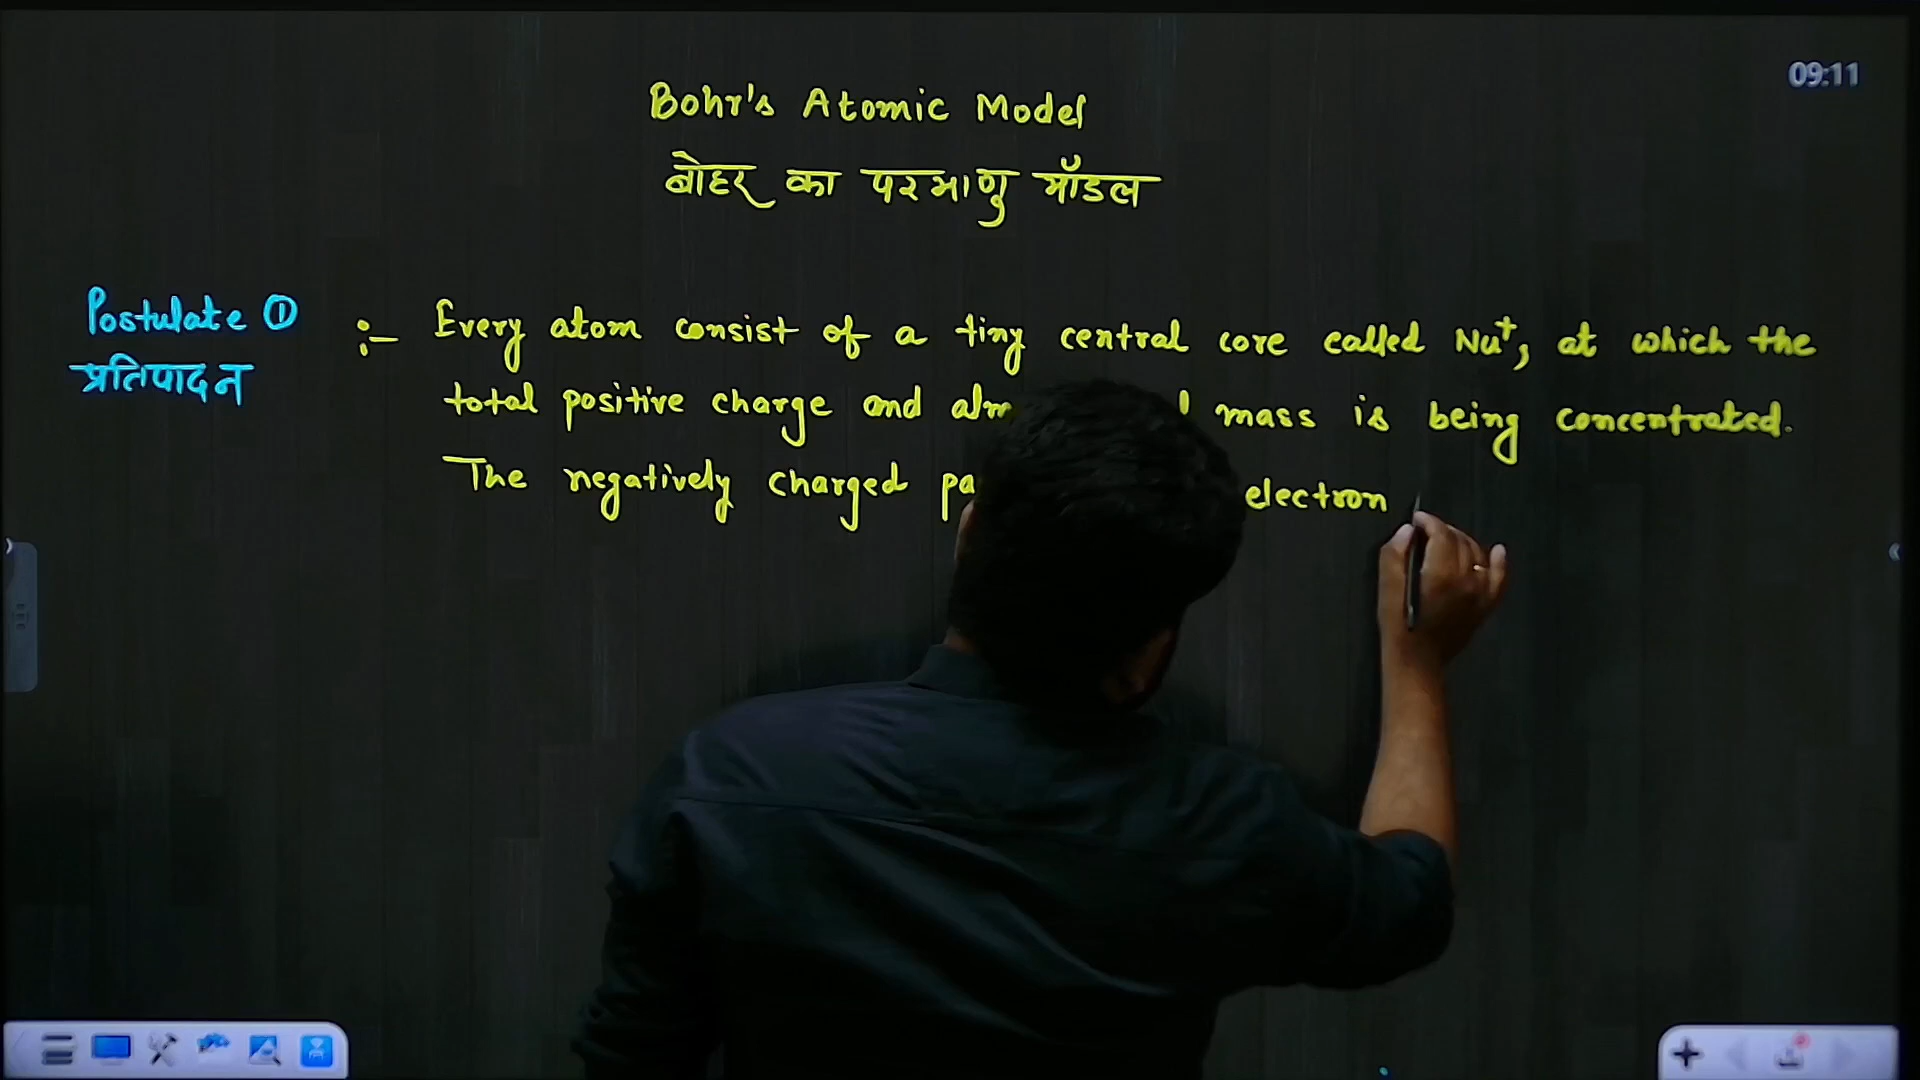 09:11
Bohr's Atomic Model
बोहर का परमाणु मॉडल
Postulate ①
प्रतिपादन
:- Every atom consist of a tiny central core called Nu⁺, at which the
total positive charge and mass is being concentrated.
The negatively charged electron